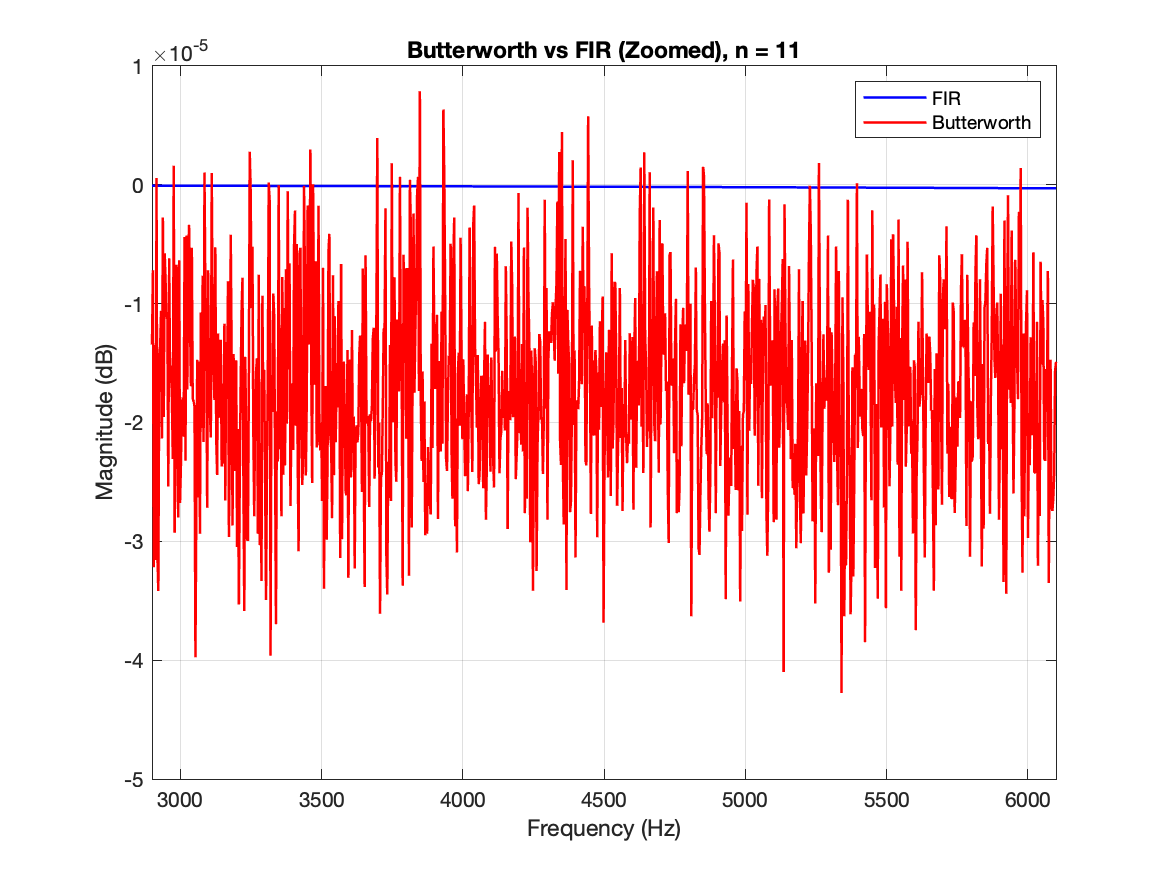 Butterworth vs FIR (Zoomed), n = 11
×10-5
FIR
Butterworth
1
0
-1
-2
-3
-4
-5
Magnitude (dB)
3000 3500 4000 4500 5000 5500 6000
Frequency (Hz)